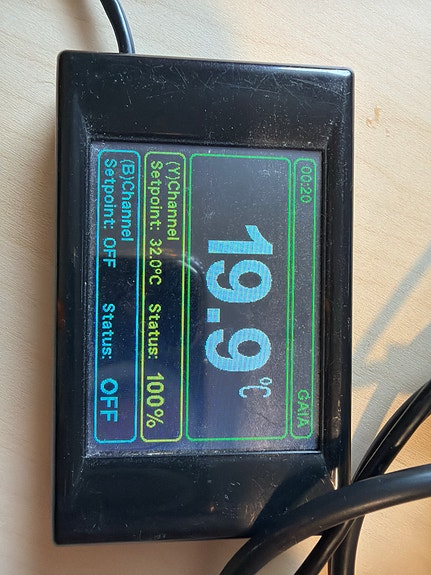 00:20 GAIA
19.9°C
(Y)Channel
Setpoint: 32.0°C Status: 100%
(B)Channel
Setpoint: OFF Status: OFF